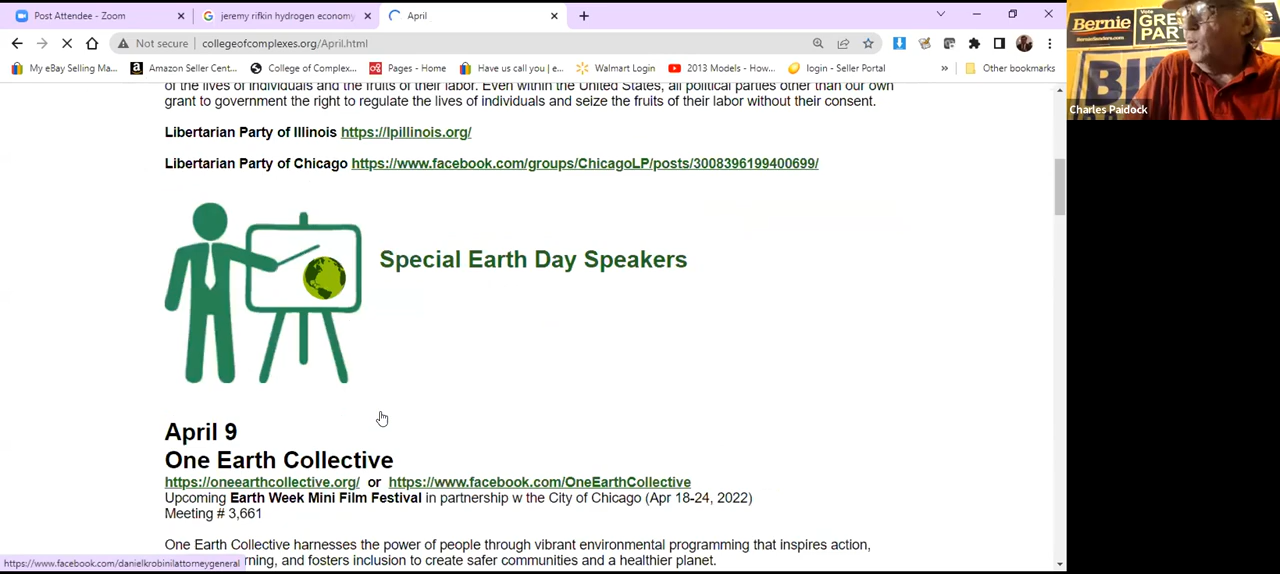 Post Attendee - Zoom
jeremy rifkin hydrogen economy
April
Not secure
collegeofcomplexes.org/April.html
My eBay Selling Ma...
Amazon Seller Cent...
College of Complex...
Pages - Home
Have us call you | e...
Walmart Login
2013 Models - How...
login - Seller Portal
»
Other bookmarks
of the lives of individuals and the fruits of their labor. Even within the United States, all political parties other than our own
grant to government the right to regulate the lives of individuals and seize the fruits of their labor without their consent.
Libertarian Party of Illinois https://lpillinois.org/
Libertarian Party of Chicago https://www.facebook.com/groups/ChicagoLP/posts/3008396199400699/
Special Earth Day Speakers
April 9
One Earth Collective
https://oneearthcollective.org/ or https://www.facebook.com/OneEarthCollective
Upcoming Earth Week Mini Film Festival in partnership w the City of Chicago (Apr 18-24, 2022)
Meeting # 3,661
One Earth Collective harnesses the power of people through vibrant environmental programming that inspires action,
rning, and fosters inclusion to create safer communities and a healthier planet.
https://www.facebook.com/danielkrobinilattorneygeneral
Bernie
BernieSanders.com
Vote
GRE
PART
Charles Paidock